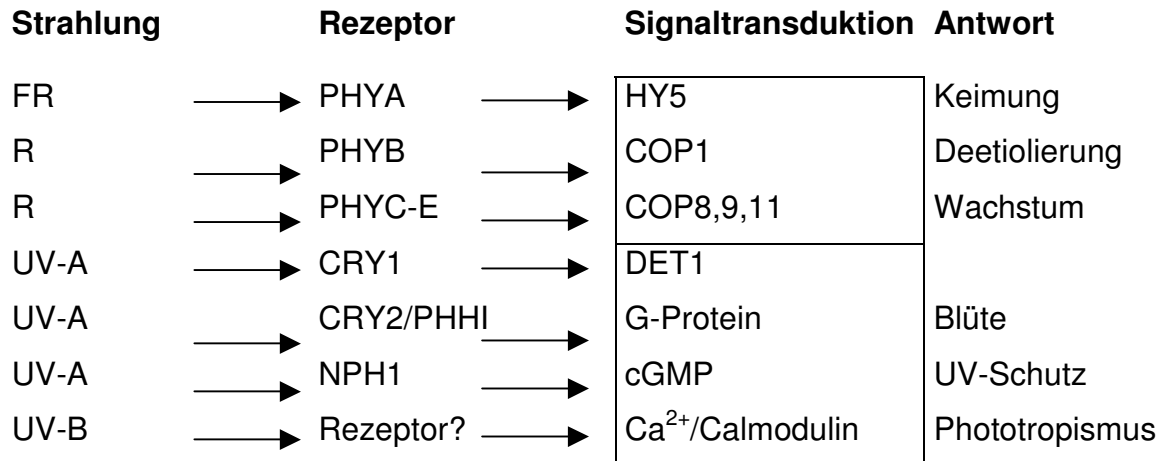 Strahlung Rezeptor Signaltransduktion Antwort
FR PHYA HY5 Keimung
R PHYB COP1 Deetiolierung
R PHYC-E COP8,9,11 Wachstum
UV-A CRY1 DET1
UV-A CRY2/PHHI G-Protein Blüte
UV-A NPH1 cGMP UV-Schutz
UV-B Rezeptor? Ca²⁺/Calmodulin Phototropismus